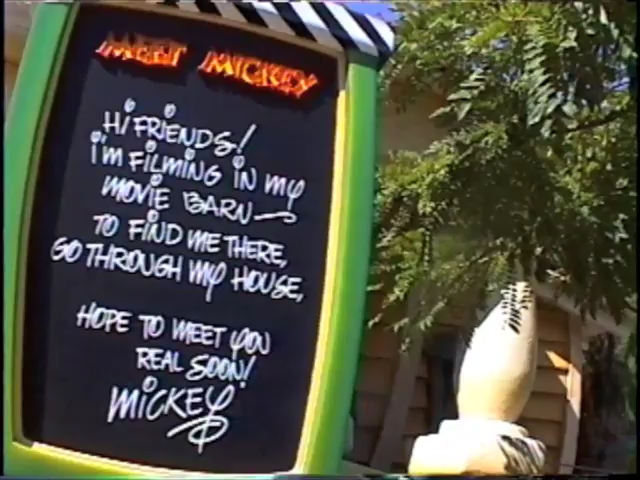 MEET MICKEY
Hi FRiENDS!
i'm FiLMiNG iN my
moViE BARN—
TO FiND ME THERE,
GO THROUGH my HOUSE,
HOPE TO MEET yOU
REAL SOON!
MiCKEy